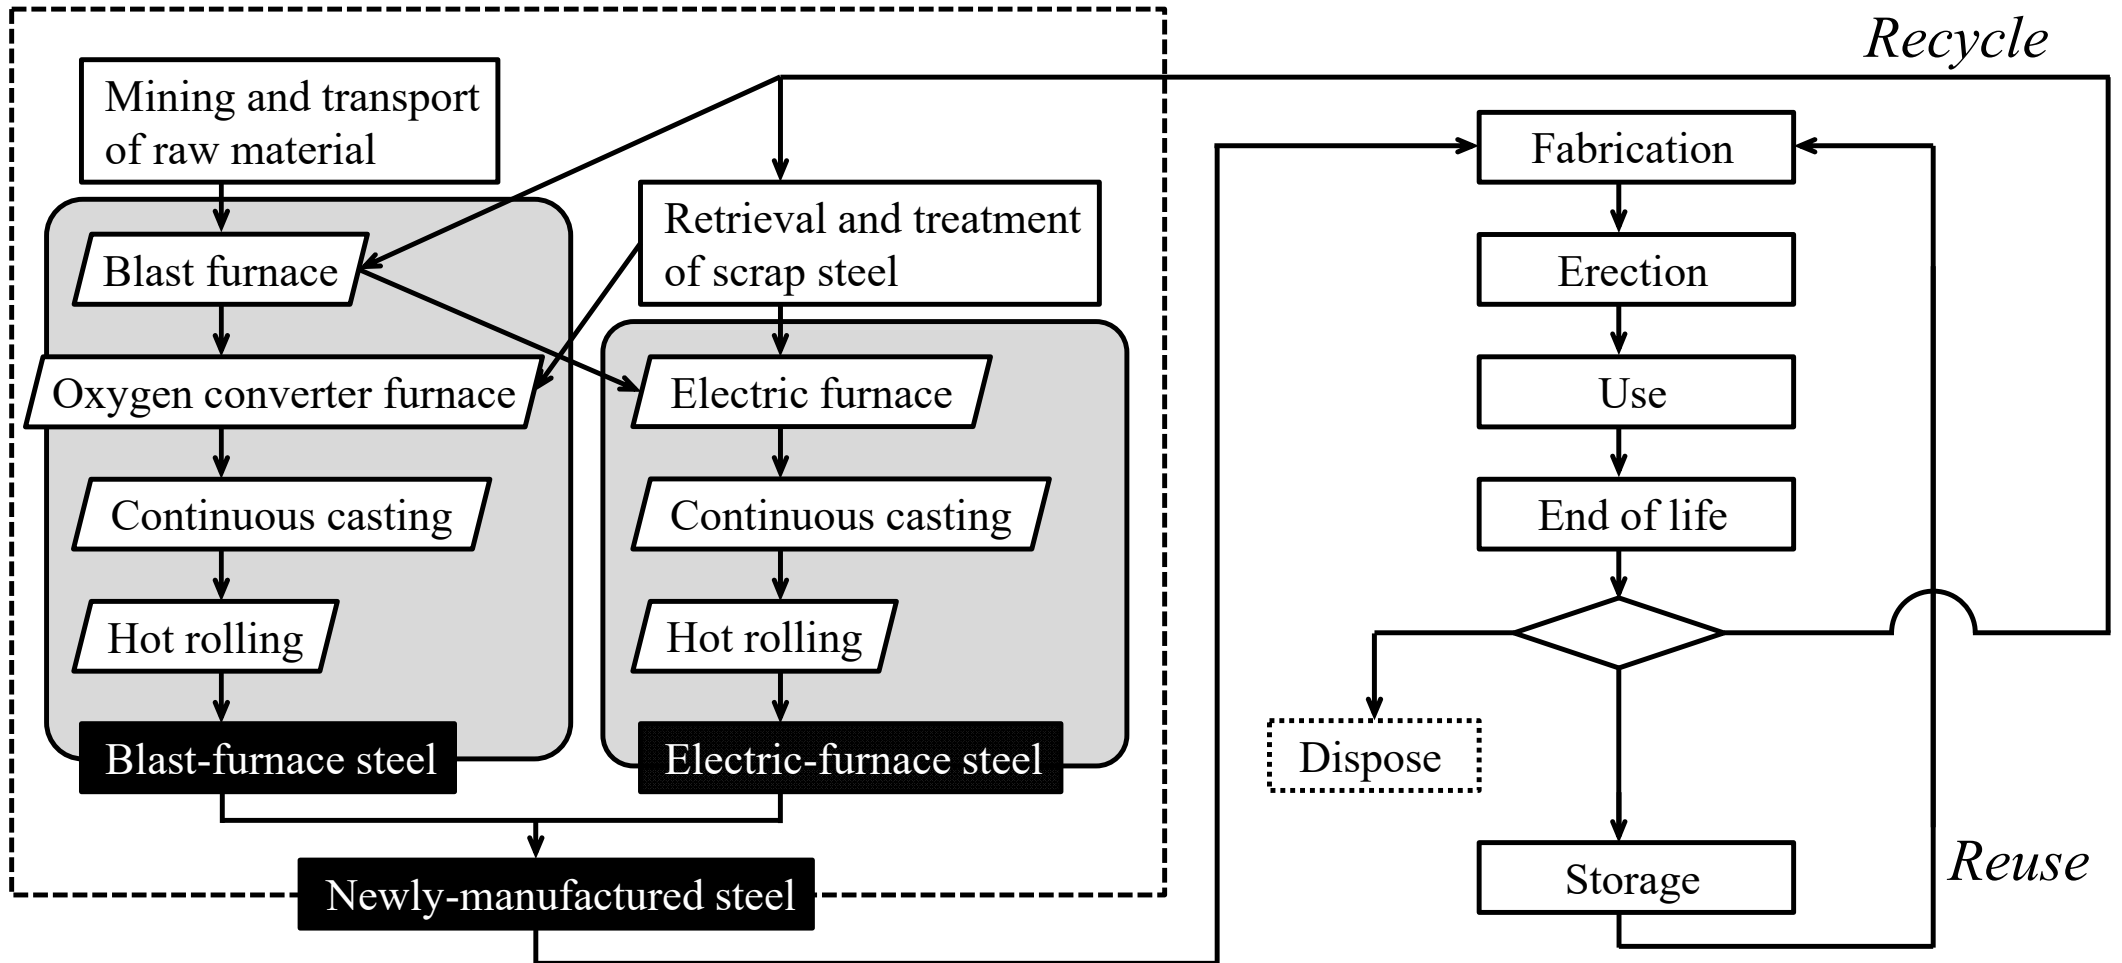 Recycle
Mining and transport
of raw material
Blast furnace
Oxygen converter furnace
Continuous casting
Hot rolling
Blast-furnace steel
Retrieval and treatment
of scrap steel
Electric furnace
Continuous casting
Hot rolling
Electric-furnace steel
Newly-manufactured steel
Fabrication
Erection
Use
End of life
Dispose
Storage
Reuse